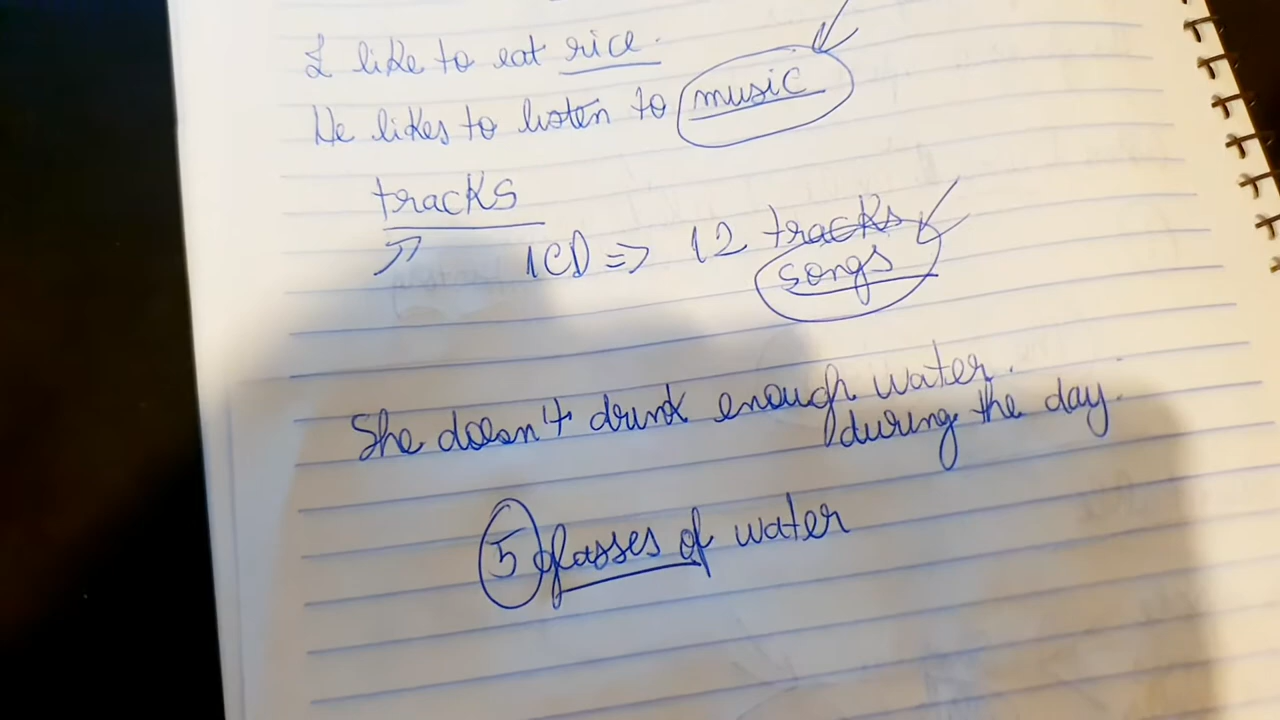 I like to eat rice.
He likes to listen to music
tracks
1CD => 12 tracks
songs
She doesn't drink enough water.
during the day.
5 glasses of water